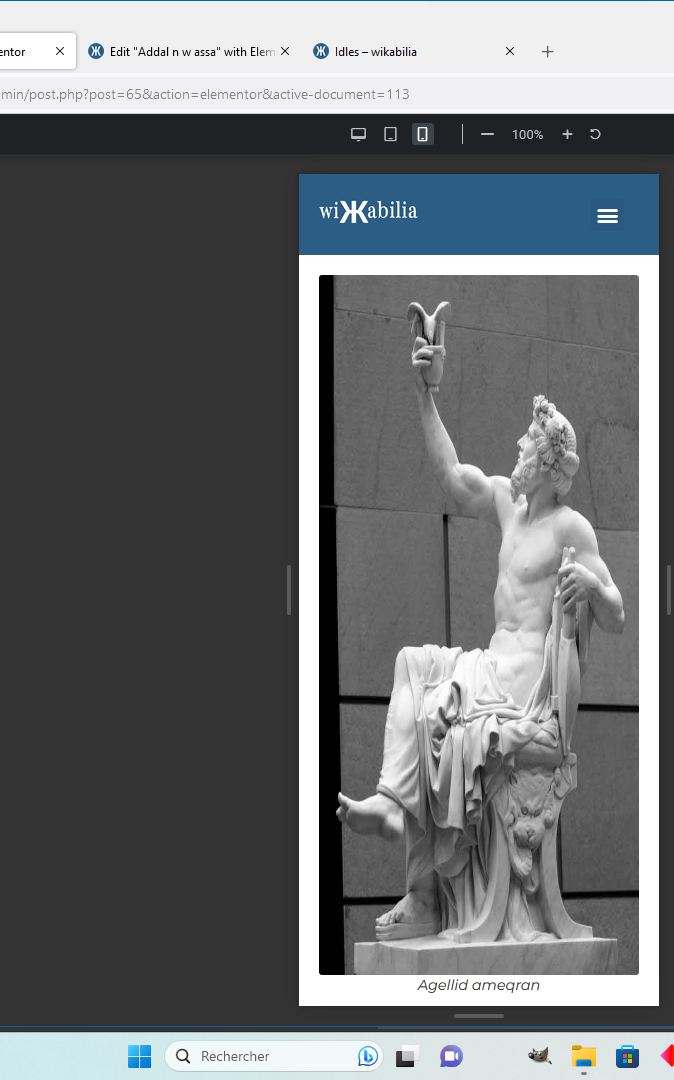 entor
Edit "Addal n w assa" with Elem
Idles – wikabilia
min/post.php?post=65&action=elementor&active-document=113
100%
wiⵣabilia
Agellid ameqran
Rechercher